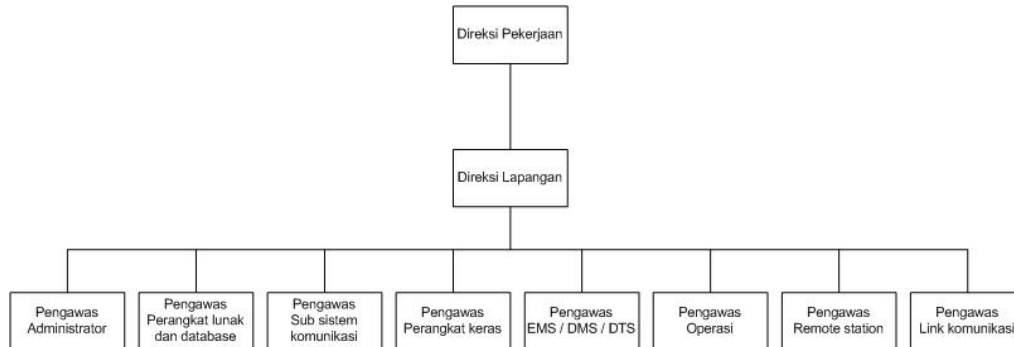 Direksi Pekerjaan
Direksi Lapangan
Pengawas
Administrator
Pengawas
Perangkat lunak
dan database
Pengawas
Sub sistem
komunikasi
Pengawas
Perangkat keras
Pengawas
EMS / DMS / DTS
Pengawas
Operasi
Pengawas
Remote station
Pengawas
Link komunikasi